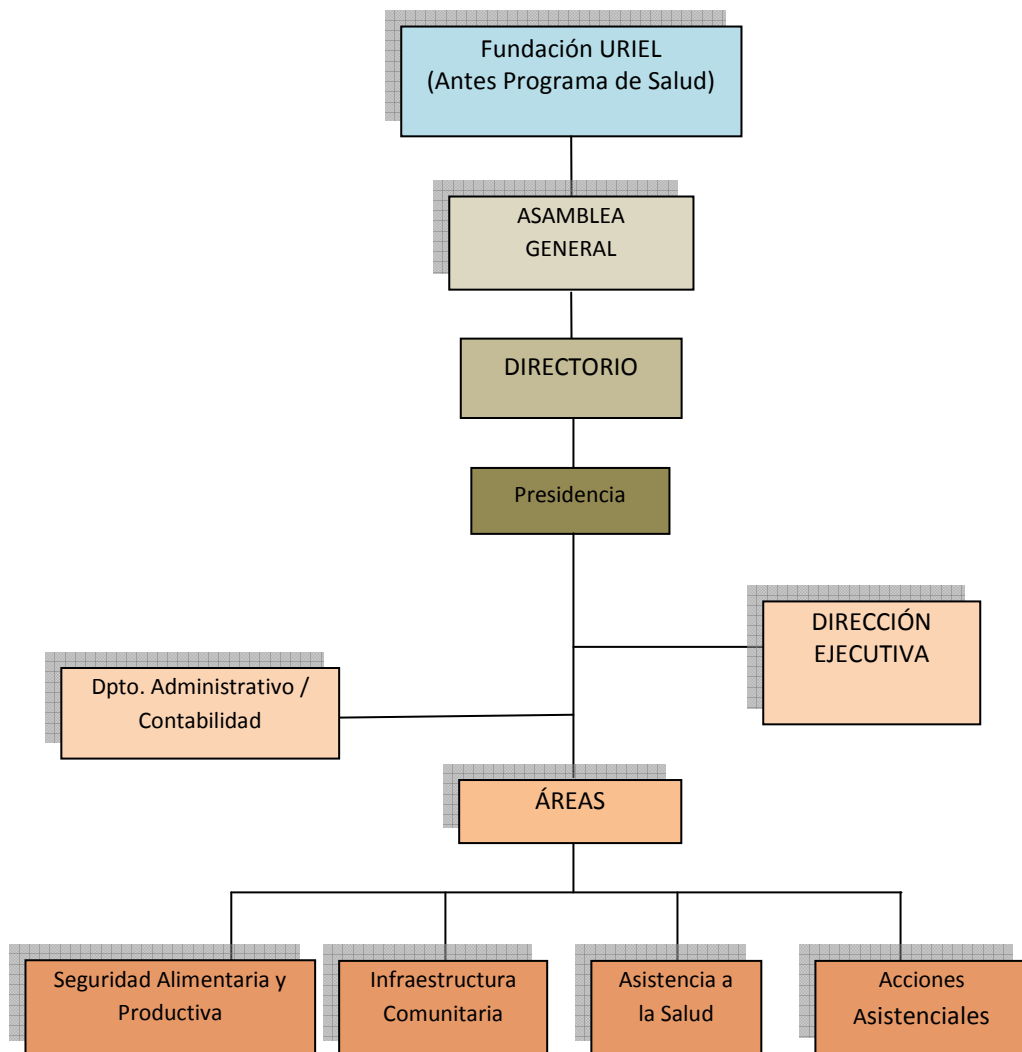 Fundación URIEL
(Antes Programa de Salud)
ASAMBLEA
GENERAL
DIRECTORIO
Presidencia
DIRECCIÓN
EJECUTIVA
Dpto. Administrativo /
Contabilidad
ÁREAS
Seguridad Alimentaria y
Productiva
Infraestructura
Comunitaria
Asistencia a
la Salud
Acciones
Asistenciales